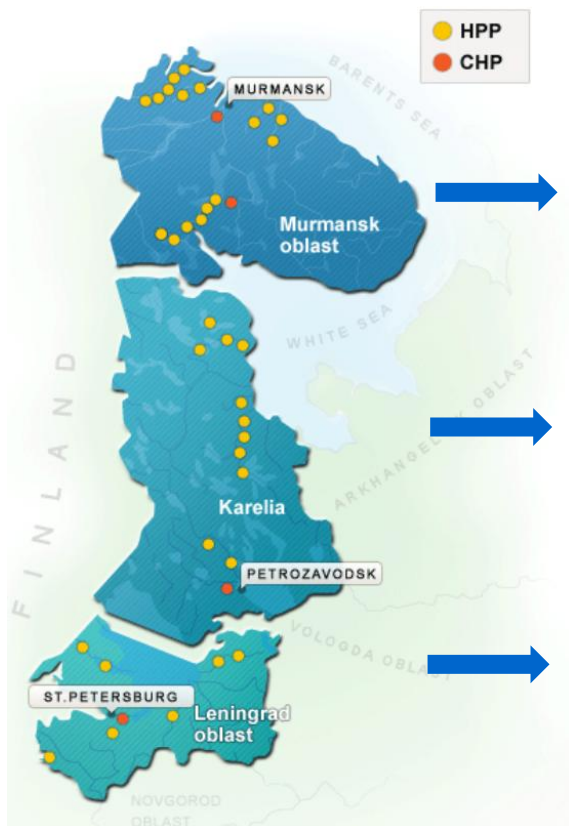 HPP
CHP
BARENTS SEA
MURMANSK
Murmansk
oblast
WHITE SEA
FINLAND
ARKHANGELSK OBLAST
Karelia
PETROZAVODSK
VOLOGDA OBLAST
ST.PETERSBURG
Leningrad
oblast
NOVGOROD
OBLAST